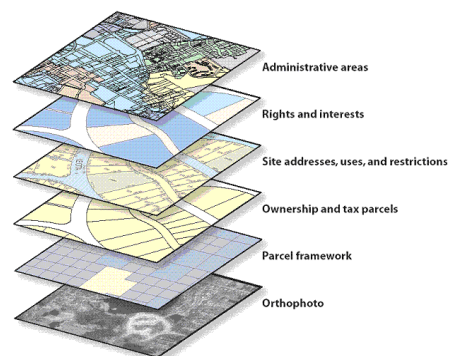 Administrative areas
Rights and interests
Site addresses, uses, and restrictions
Ownership and tax parcels
Parcel framework
Orthophoto